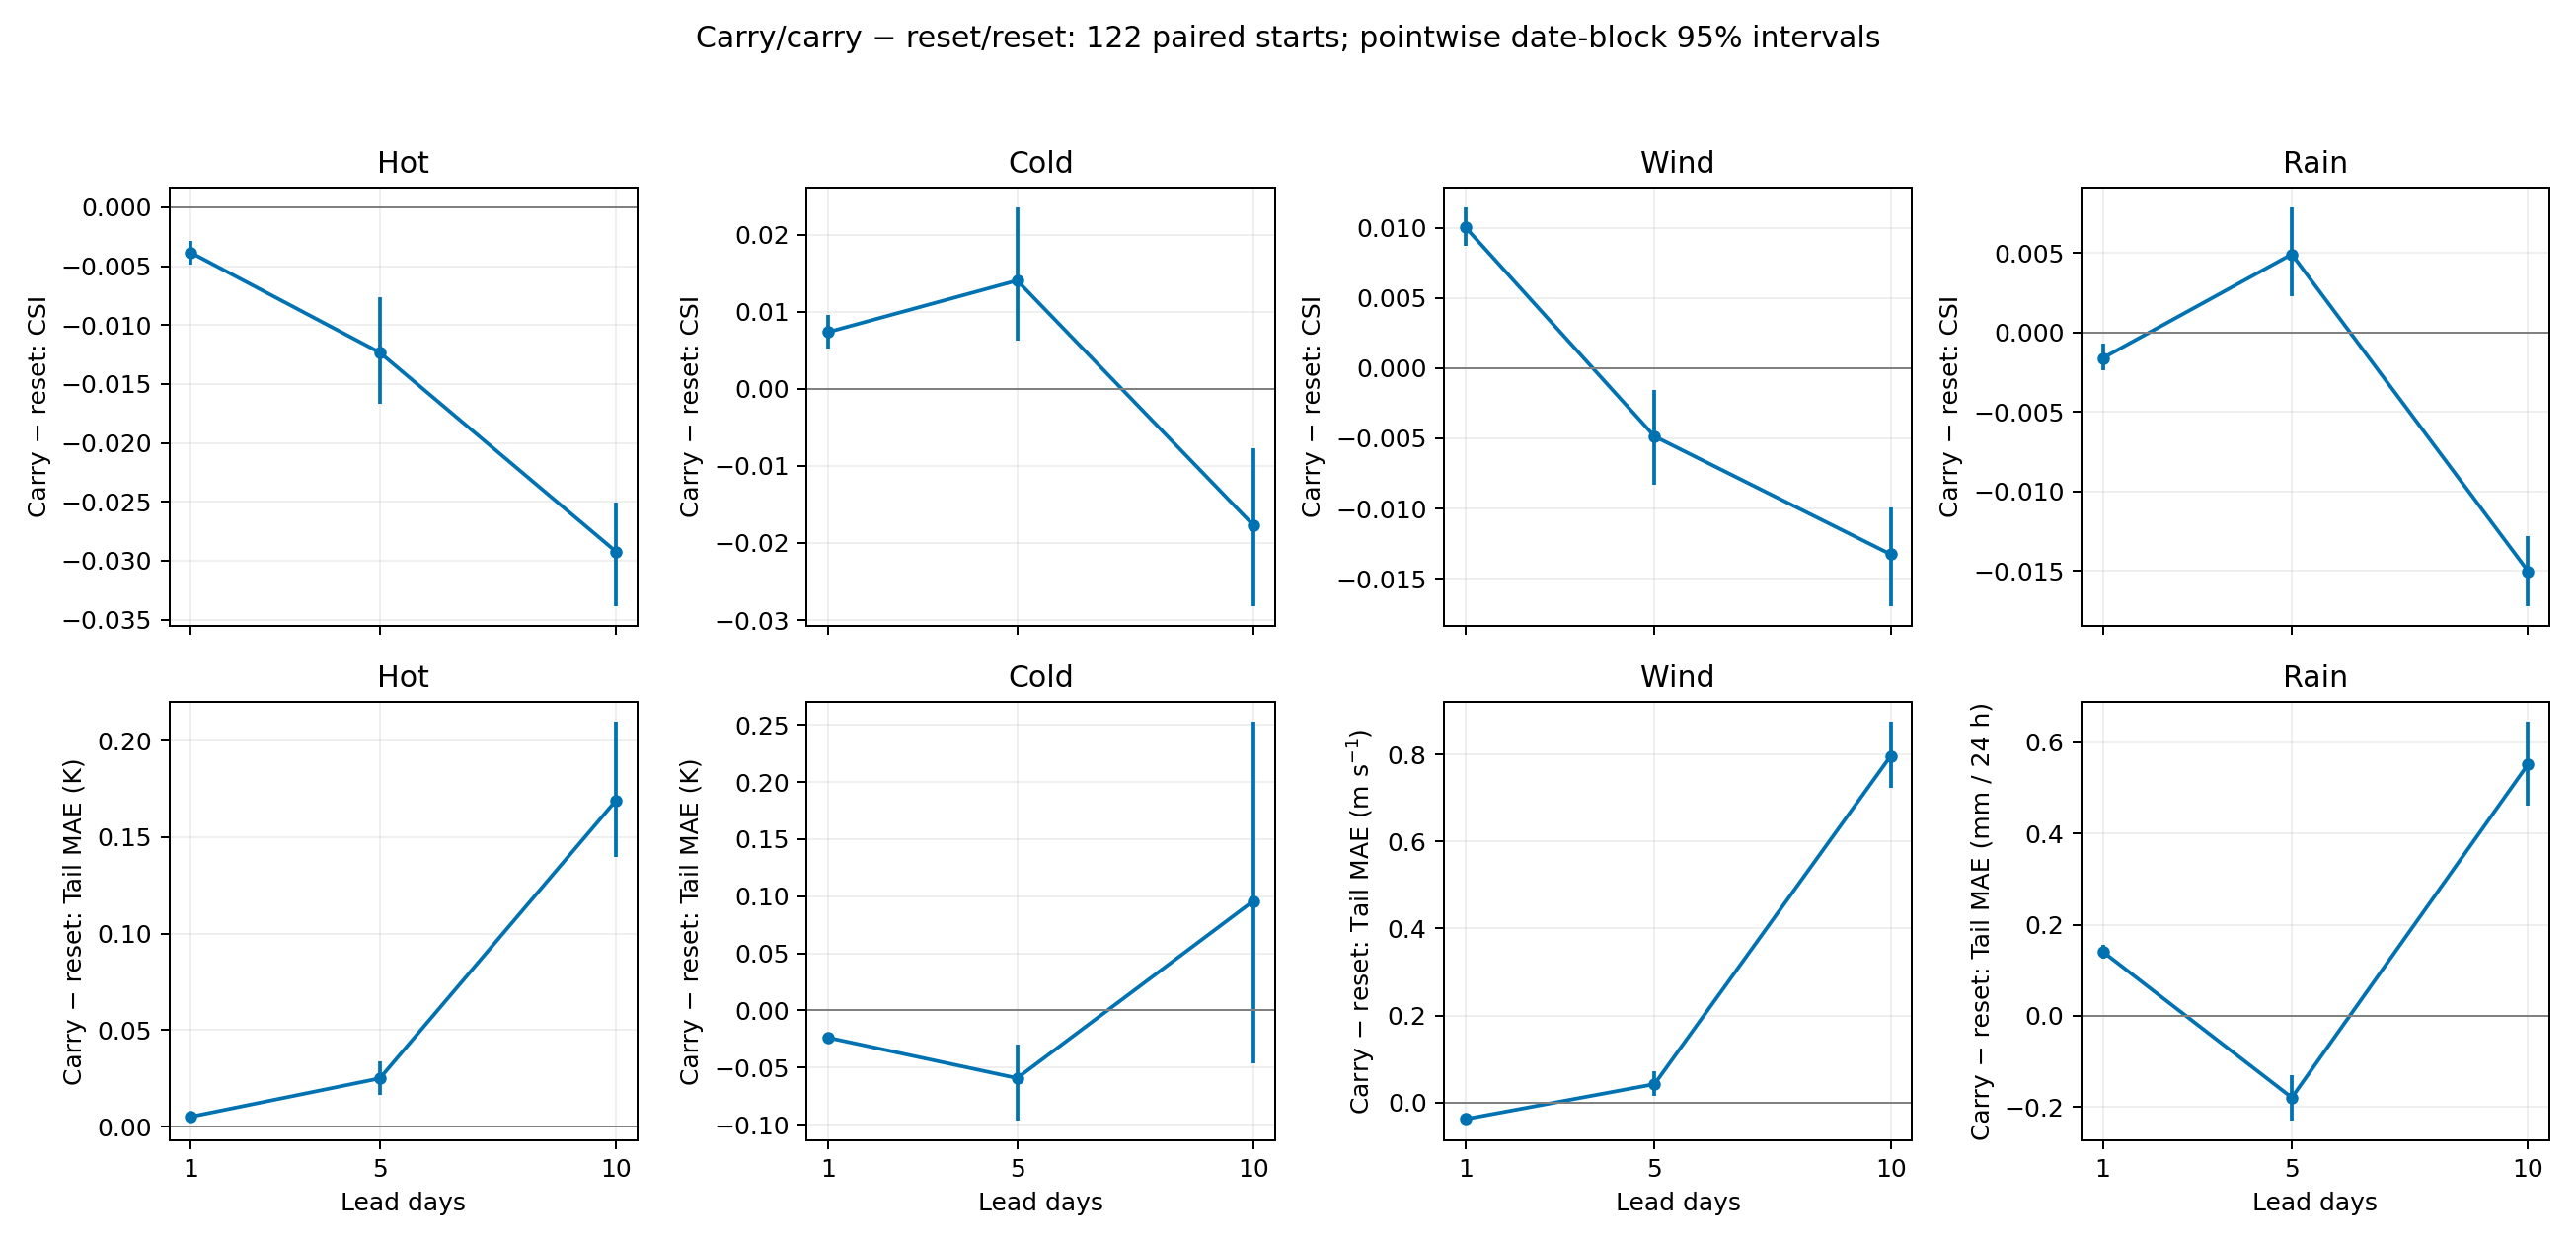 Carry/carry − reset/reset: 122 paired starts; pointwise date-block 95% intervals
Hot
Carry − reset: CSI
0.000
−0.005
−0.010
−0.015
−0.020
−0.025
−0.030
−0.035
Cold
Carry − reset: CSI
0.02
0.01
0.00
−0.01
−0.02
−0.03
Wind
Carry − reset: CSI
0.010
0.005
0.000
−0.005
−0.010
−0.015
Rain
Carry − reset: CSI
0.005
0.000
−0.005
−0.010
−0.015
Hot
Carry − reset: Tail MAE (K)
0.20
0.15
0.10
0.05
0.00
1 5 10
Lead days
Cold
Carry − reset: Tail MAE (K)
0.25
0.20
0.15
0.10
0.05
0.00
−0.05
−0.10
1 5 10
Lead days
Wind
Carry − reset: Tail MAE (m s⁻¹)
0.8
0.6
0.4
0.2
0.0
1 5 10
Lead days
Rain
Carry − reset: Tail MAE (mm / 24 h)
0.6
0.4
0.2
0.0
−0.2
1 5 10
Lead days